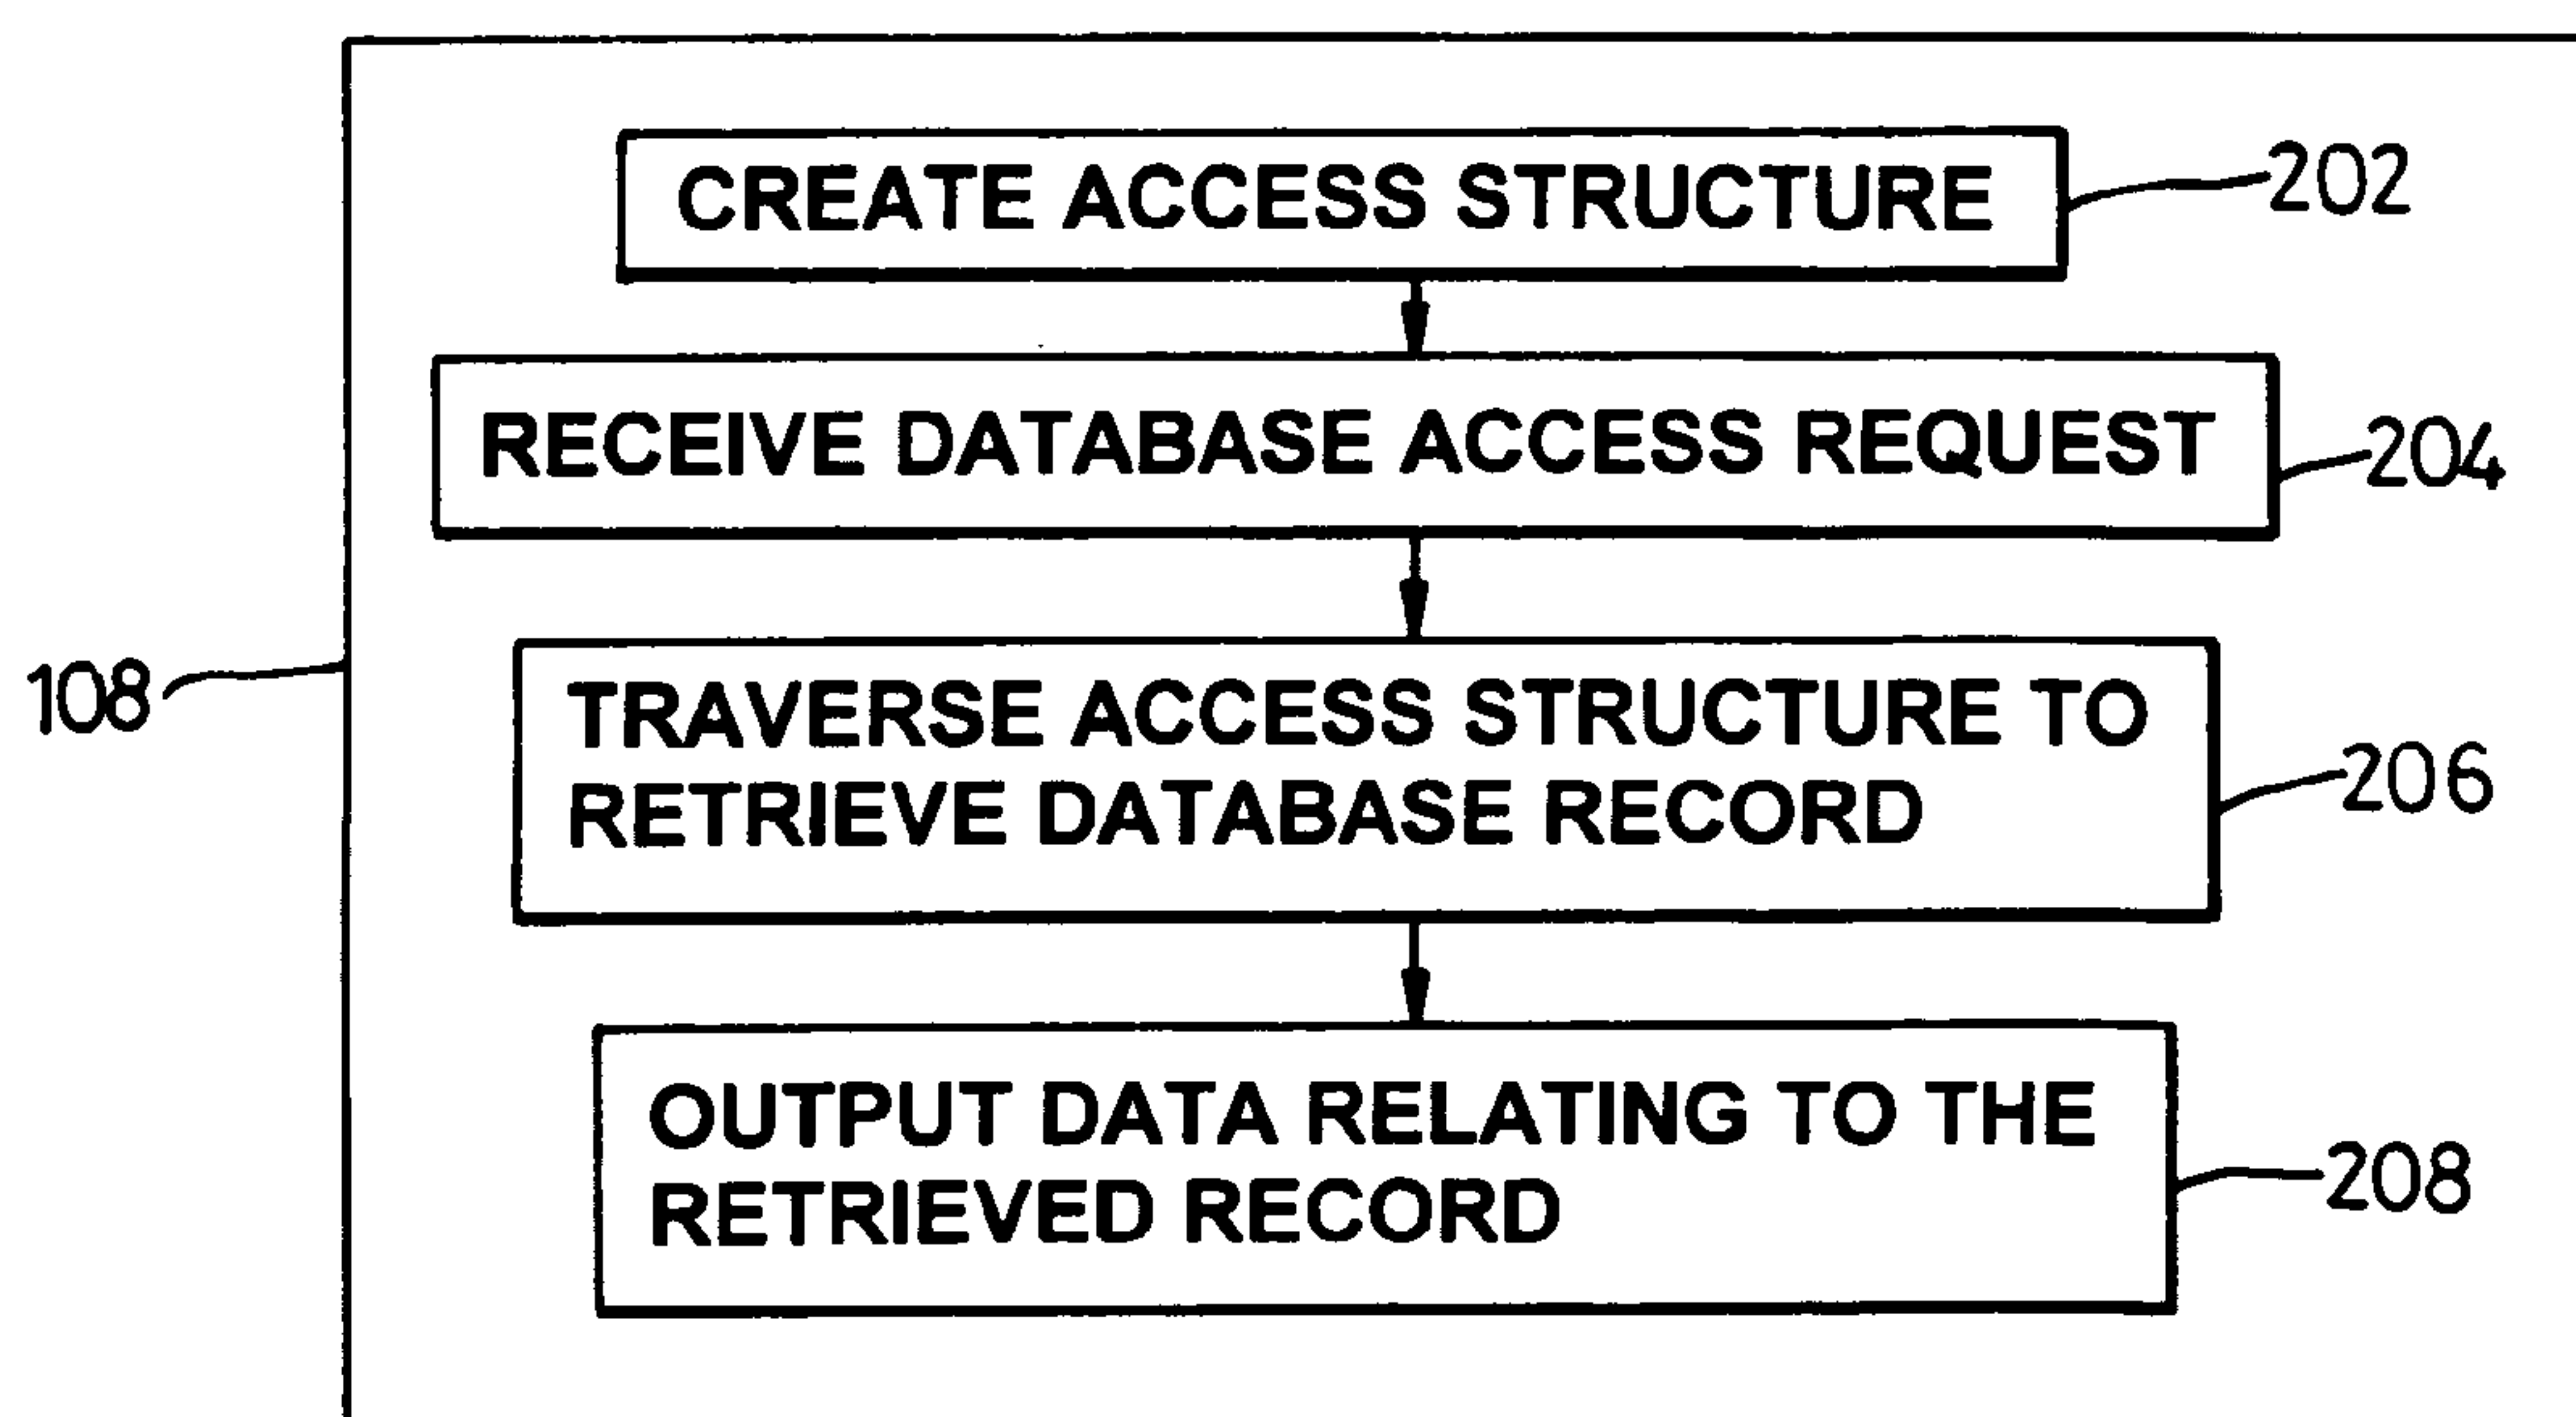 CREATE ACCESS STRUCTURE
202
RECEIVE DATABASE ACCESS REQUEST
204
108
TRAVERSE ACCESS STRUCTURE TO
RETRIEVE DATABASE RECORD
206
OUTPUT DATA RELATING TO THE
RETRIEVED RECORD
208